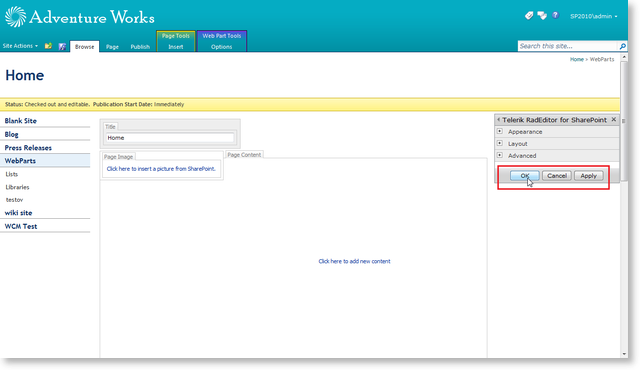 Adventure Works
SP2010\admin
Site Actions
Browse
Page
Publish
Page Tools
Insert
Web Part Tools
Options
Search this site...
Home » WebParts
Home
Status: Checked out and editable. Publication Start Date: Immediately
Blank Site
Blog
Press Releases
WebParts
Lists
Libraries
testov
wiki site
WCM Test
Title
Home
Page Image
Click here to insert a picture from SharePoint.
Page Content
Click here to add new content
Telerik RadEditor for SharePoint
Appearance
Layout
Advanced
OK
Cancel
Apply